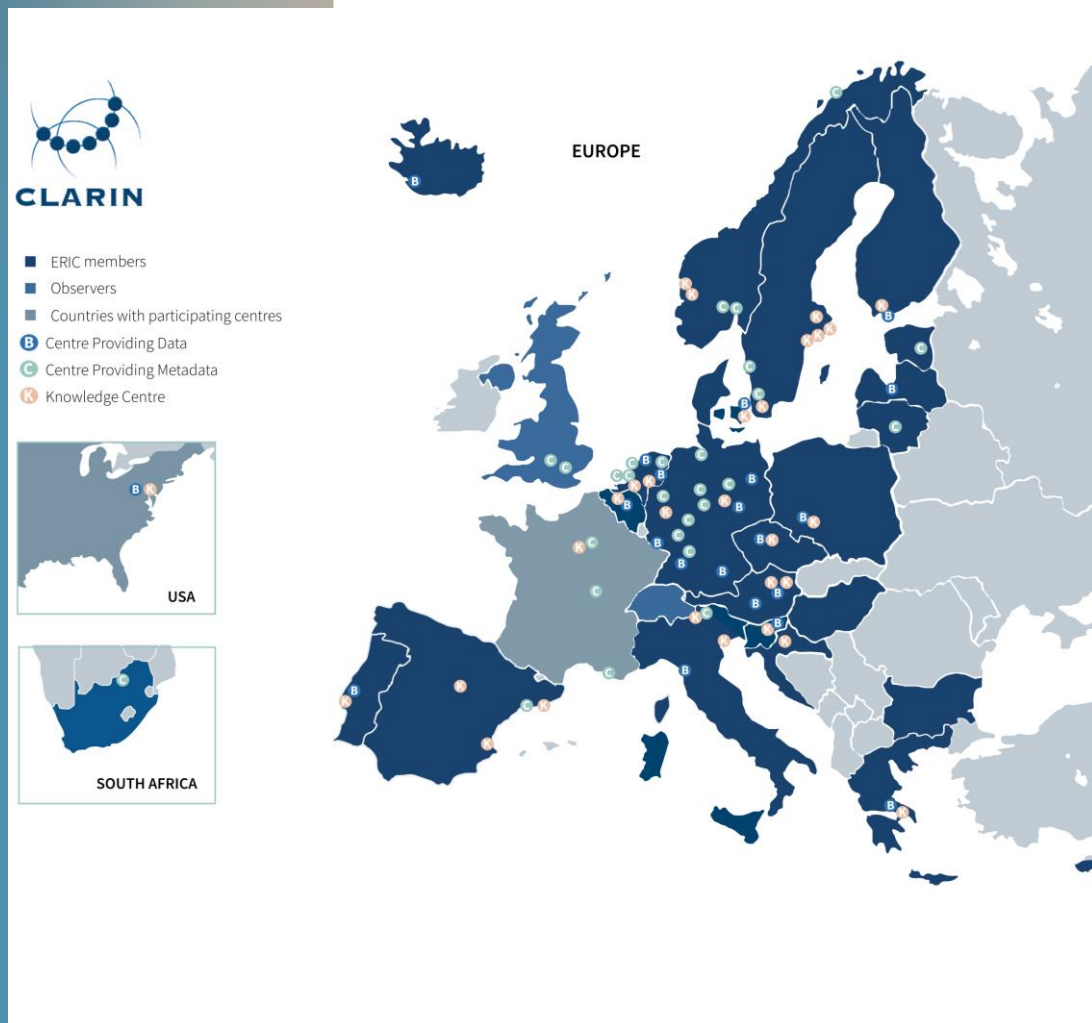 CLARIN
EUROPE
ERIC members
Observers
Countries with participating centres
B Centre Providing Data
C Centre Providing Metadata
K Knowledge Centre
USA
SOUTH AFRICA
B
K
C
C
B
K
K
C
C
K
K
K
K
K
B
C
C
C
K
B
K
B
C
C
C
C
C
C
C
B
C
B
K
K
K
B
B
C
C
K
B
C
K
C
C
C
B
B
B
B
K
B
K
K
K
B
B
K
C
C
C
K
C
K
B
K
K
B
B
K
K
C
K
K
B
K